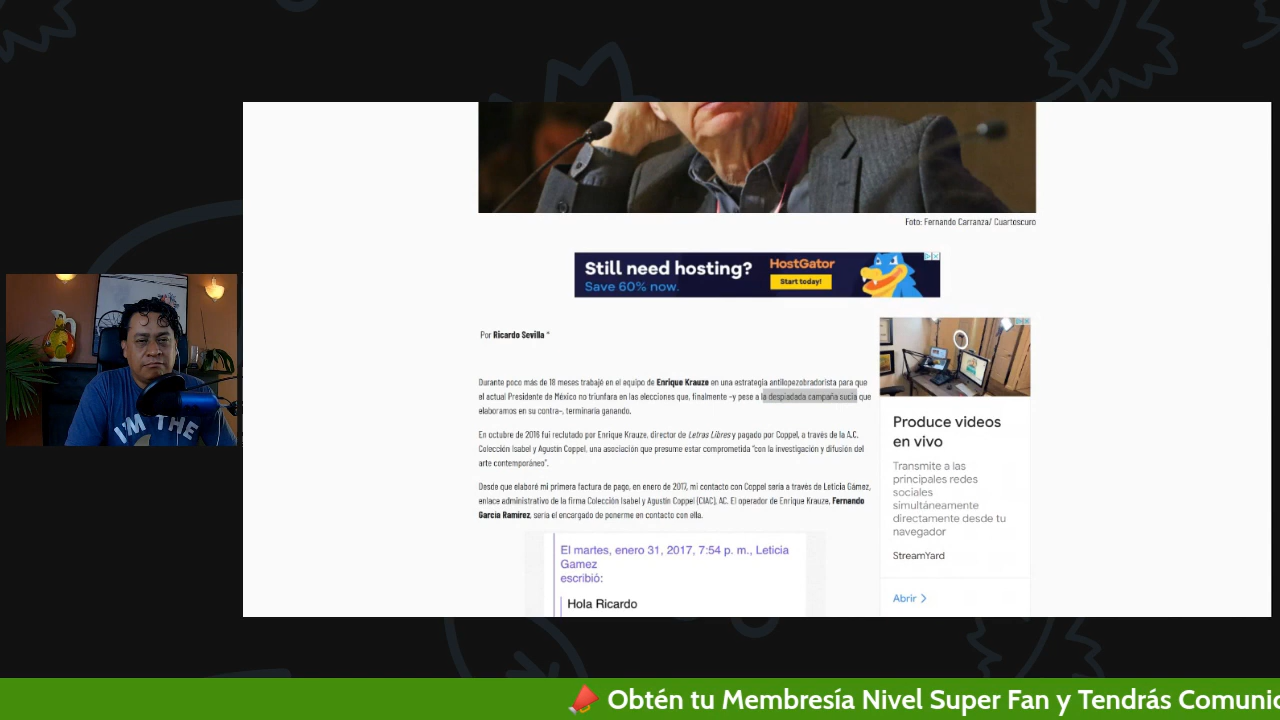 Foto: Fernando Carranza/ Cuartoscuro
Still need hosting?
Save 60% now.
HostGator
Start today!
Por Ricardo Sevilla *
Durante poco más de 18 meses trabajé en el equipo de Enrique Krauze en una estrategia antilopezobradorista para que
el actual Presidente de México no triunfara en las elecciones que, finalmente –y pese a la despiadada campaña sucia que
elaboramos en su contra–, terminaría ganando.
En octubre de 2016 fui reclutado por Enrique Krauze, director de Letras Libres y pagado por Coppel, a través de la A.C.
Colección Isabel y Agustín Coppel, una asociación que presume estar comprometida "con la investigación y difusión del
arte contemporáneo".
Desde que elaboré mi primera factura de pago, en enero de 2017, mi contacto con Coppel sería a través de Leticia Gámez,
enlace administrativo de la firma Colección Isabel y Agustín Coppel (CIAC), AC. El operador de Enrique Krauze, Fernando
García Ramírez, sería el encargado de ponerme en contacto con ella.
El martes, enero 31, 2017, 7:54 p. m., Leticia
Gamez
escribió:
Hola Ricardo
Produce videos
en vivo
Transmite a las
principales redes
sociales
simultáneamente
directamente desde tu
navegador
StreamYard
Abrir
I'M THE
📣 Obtén tu Membresía Nivel Super Fan y Tendrás Comunic